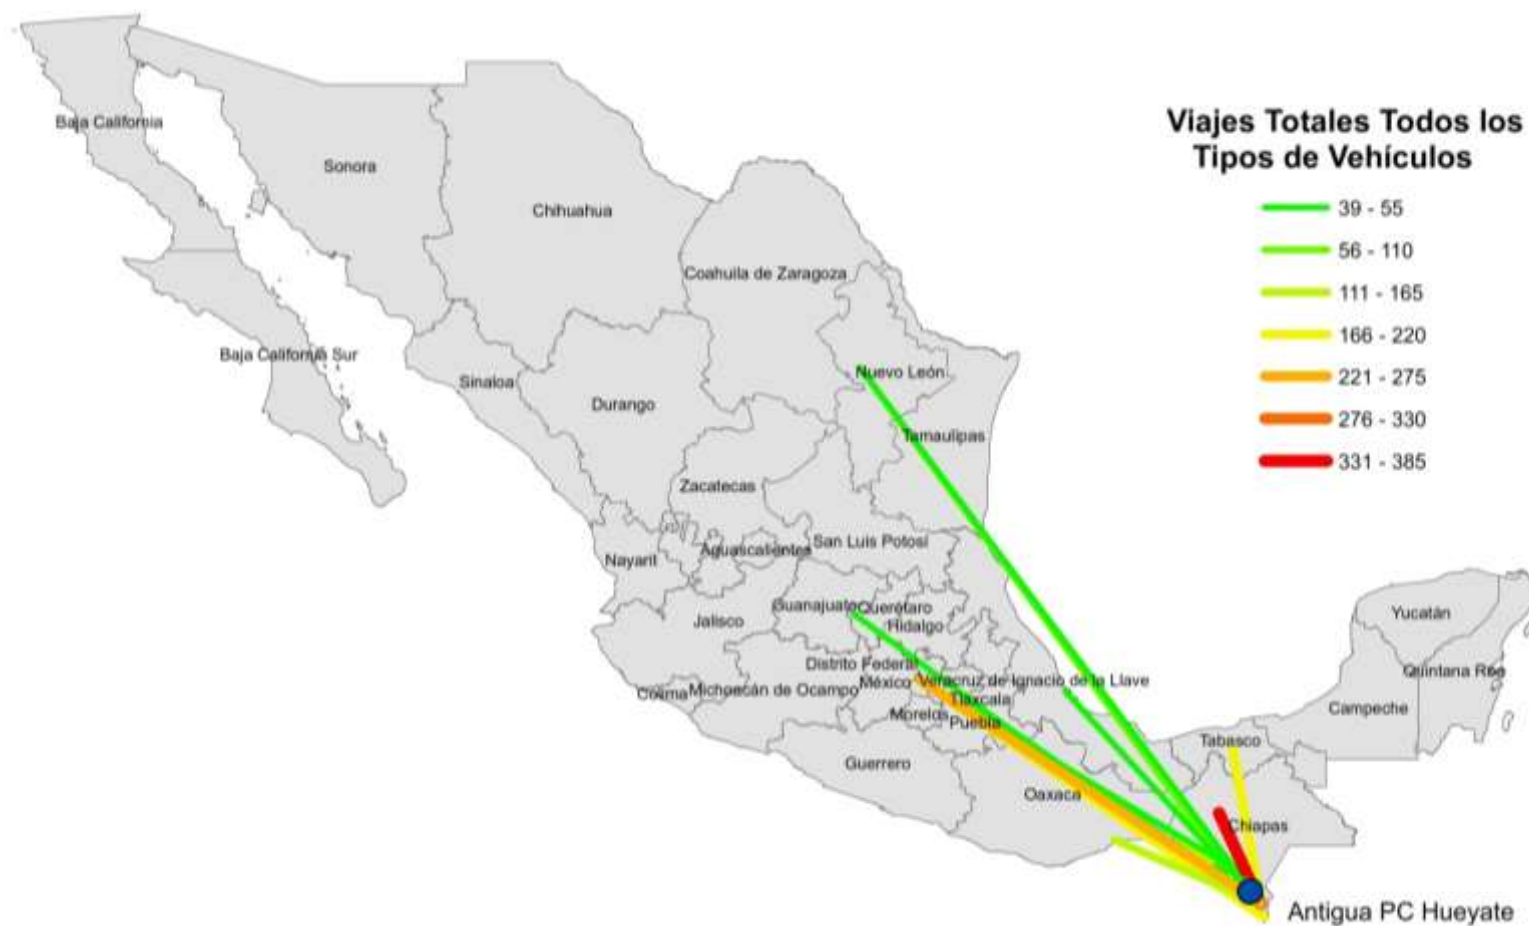 Viajes Totales Todos los
Tipos de Vehículos
39 - 55
56 - 110
111 - 165
166 - 220
221 - 275
276 - 330
331 - 385
Baja California
Sonora
Chihuahua
Coahuila de Zaragoza
Baja California Sur
Sinaloa
Durango
Nuevo León
Tamaulipas
Zacatecas
San Luis Potosí
Aguascalientes
Nayarit
Guanajuato
Querétaro
Jalisco
Hidalgo
Yucatán
Distrito Federal
Quintana Roo
México
Veracruz de Ignacio de la Llave
Colima
Michoacán de Ocampo
Tlaxcala
Campeche
Morelos
Puebla
Tabasco
Guerrero
Oaxaca
Chiapas
Antigua PC Hueyate